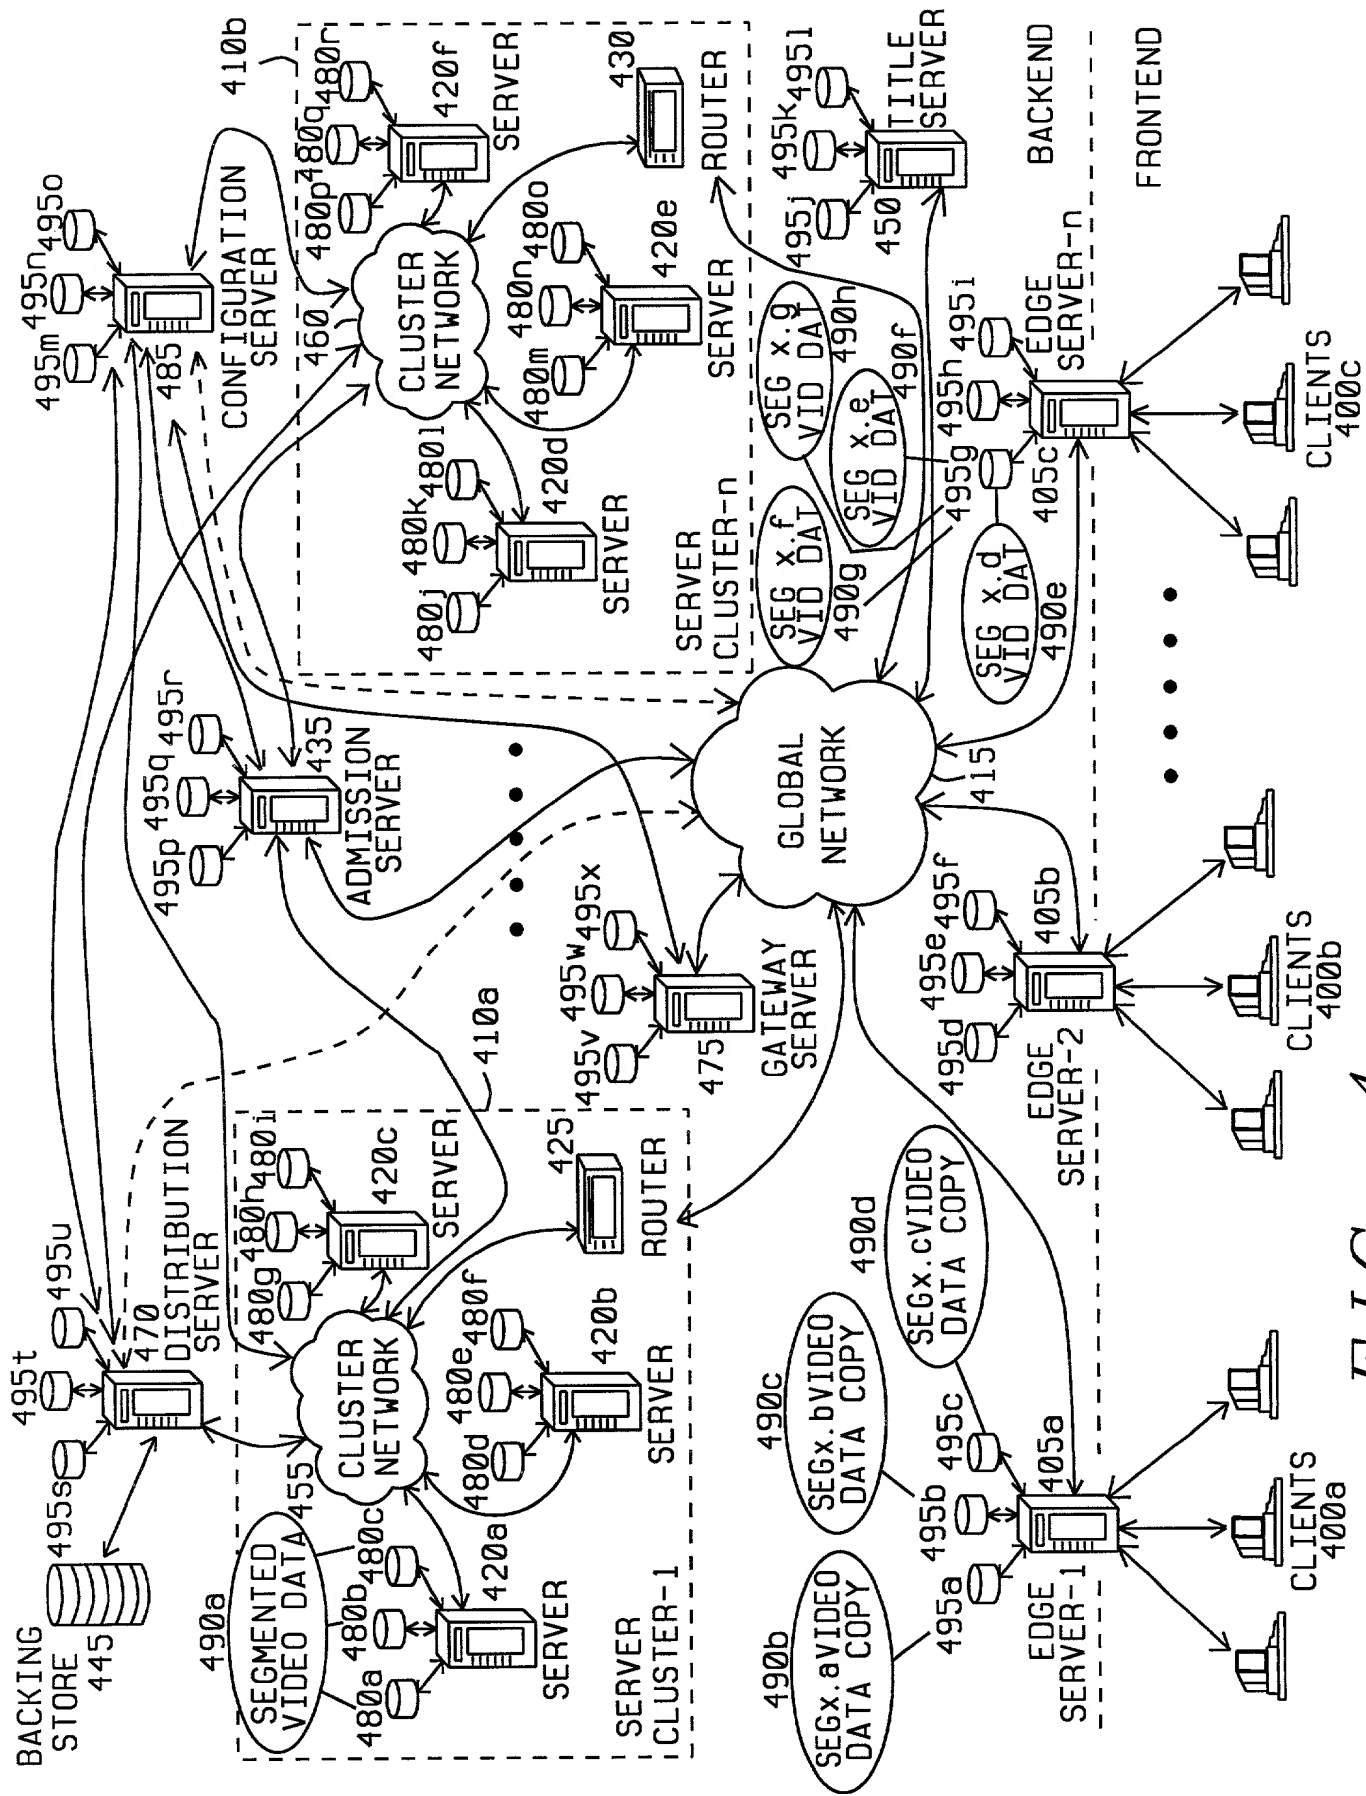 BACKING
STORE
445
495s
495t
495u
470
DISTRIBUTION
SERVER
495p
495q
495r
435
ADMISSION
SERVER
495m
495n
495o
485
CONFIGURATION
SERVER
410b
490a
SEGMENTED
VIDEO DATA
480a
480b
480c
420a
SERVER
455
CLUSTER
NETWORK
480d
480e
480f
420b
SERVER
480g
480h
480i
420c
SERVER
425
ROUTER
SERVER
CLUSTER-1
410a
495v
495w
495x
475
GATEWAY
SERVER
460
CLUSTER
NETWORK
480j
480k
480l
420d
SERVER
480m
480n
480o
420e
SERVER
480p
480q
480r
420f
SERVER
430
ROUTER
SERVER
CLUSTER-n
GLOBAL
NETWORK
415
SEG x.f
VID DAT
490g
SEG x.g
VID DAT
490h
SEG x.e
VID DAT
490f
495j
495k
495l
450
TITLE
SERVER
490b
SEGx.aVIDEO
DATA COPY
490c
SEGx.bVIDEO
DATA COPY
490d
SEGx.cVIDEO
DATA COPY
495a
495b
495c
405a
EDGE
SERVER-1
495d
495e
495f
405b
EDGE
SERVER-2
SEG x.d
VID DAT
490e
495g
495h
495i
405c
EDGE
SERVER-n
BACKEND
FRONTEND
CLIENTS
400a
CLIENTS
400b
CLIENTS
400c
FIG. 4